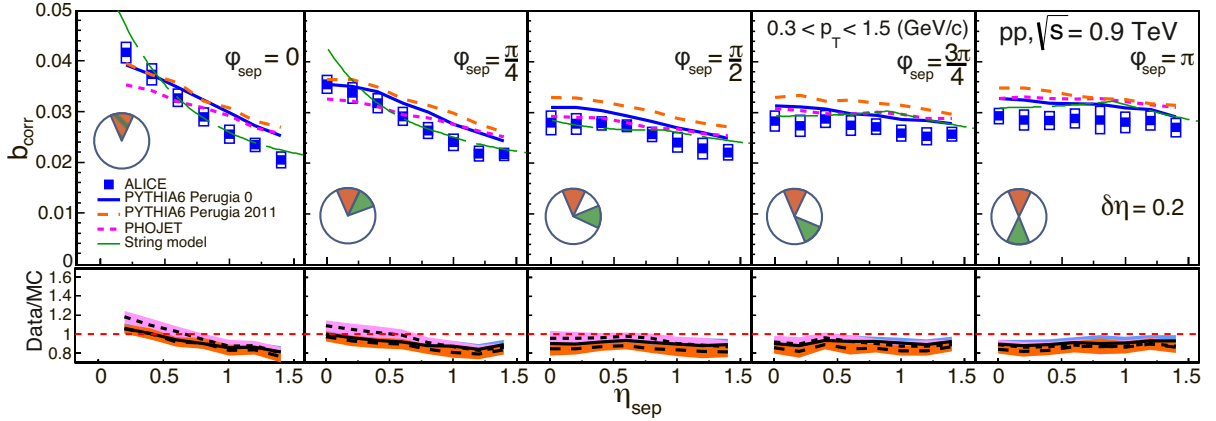 0.05
0.04
0.03
0.02
0.01
0
b_corr
φ_sep = 0
φ_sep = π/4
φ_sep = π/2
0.3 < p_T < 1.5 (GeV/c)
φ_sep = 3π/4
pp, √s = 0.9 TeV
φ_sep = π
ALICE
PYTHIA6 Perugia 0
PYTHIA6 Perugia 2011
PHOJET
String model
δη = 0.2
Data/MC
1.6
1.4
1.2
1
0.8
0 0.5 1 1.5
0 0.5 1 1.5
0 0.5 1 1.5
0 0.5 1 1.5
0 0.5 1 1.5
η_sep